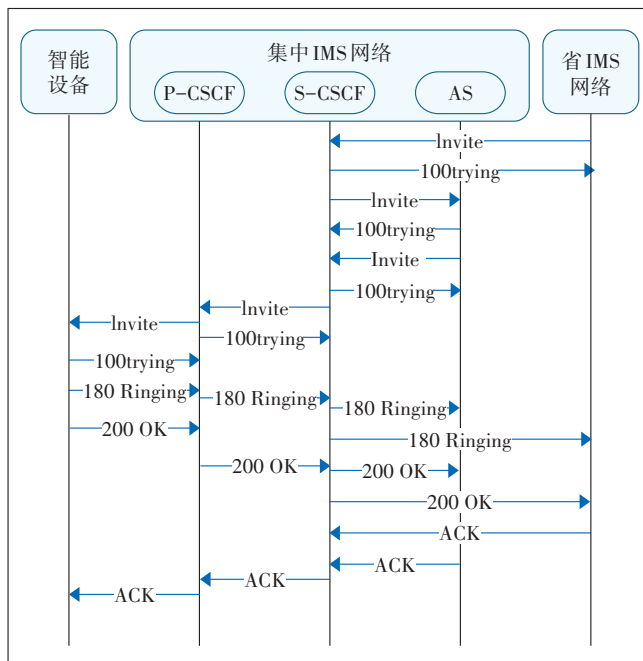 智能
设备
集中IMS网络
省IMS
网络
P-CSCF
S-CSCF
AS
lnvite
100trying
lnvite
100trying
Invite
100trying
lnvite
lnvite
100trying
100trying
180 Ringing
180 Ringing
180 Ringing
200 OK
180 Ringing
200 OK
200 OK
200 OK
ACK
ACK
ACK
ACK